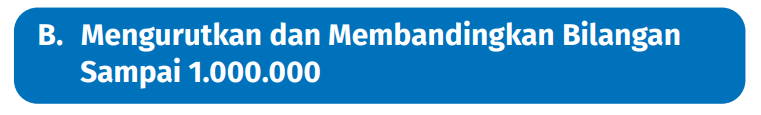 B. Mengurutkan dan Membandingkan Bilangan
Sampai 1.000.000